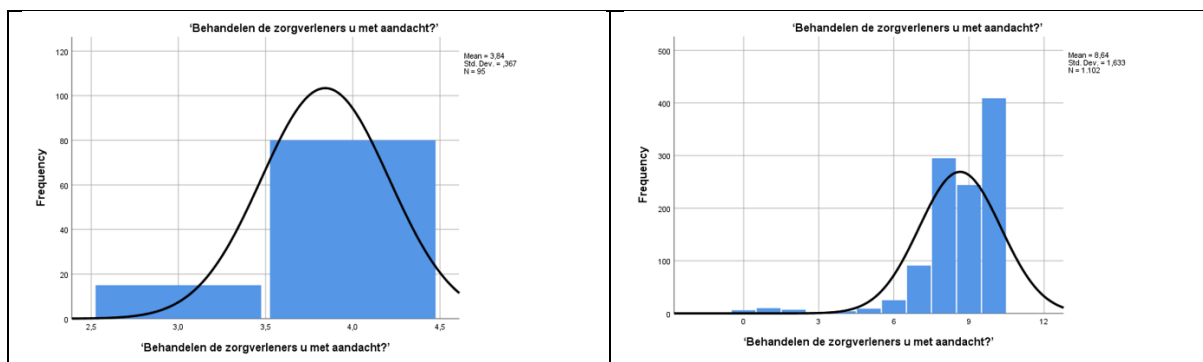 ‘Behandelen de zorgverleners u met aandacht?’
Mean = 3,84
Std. Dev. = ,367
N = 95
120
100
80
60
40
20
0
Frequency
2,5 3,0 3,5 4,0 4,5
‘Behandelen de zorgverleners u met aandacht?’
‘Behandelen de zorgverleners u met aandacht?’
Mean = 8,64
Std. Dev. = 1,633
N = 1.102
500
400
300
200
100
0
Frequency
0 3 6 9 12
‘Behandelen de zorgverleners u met aandacht?’